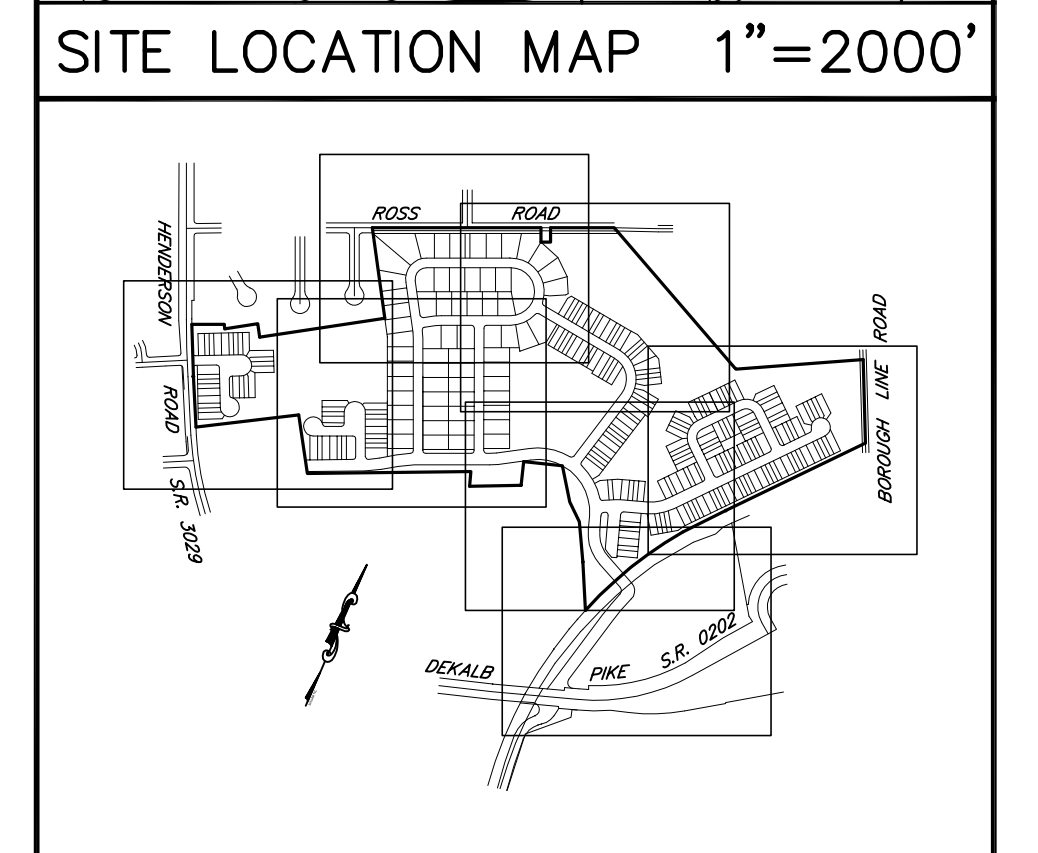 SITE LOCATION MAP 1"=2000'
ROSS ROAD
HENDERSON
ROAD
S.R. 3029
BOROUGH LINE ROAD
DEKALB PIKE S.R. 0202